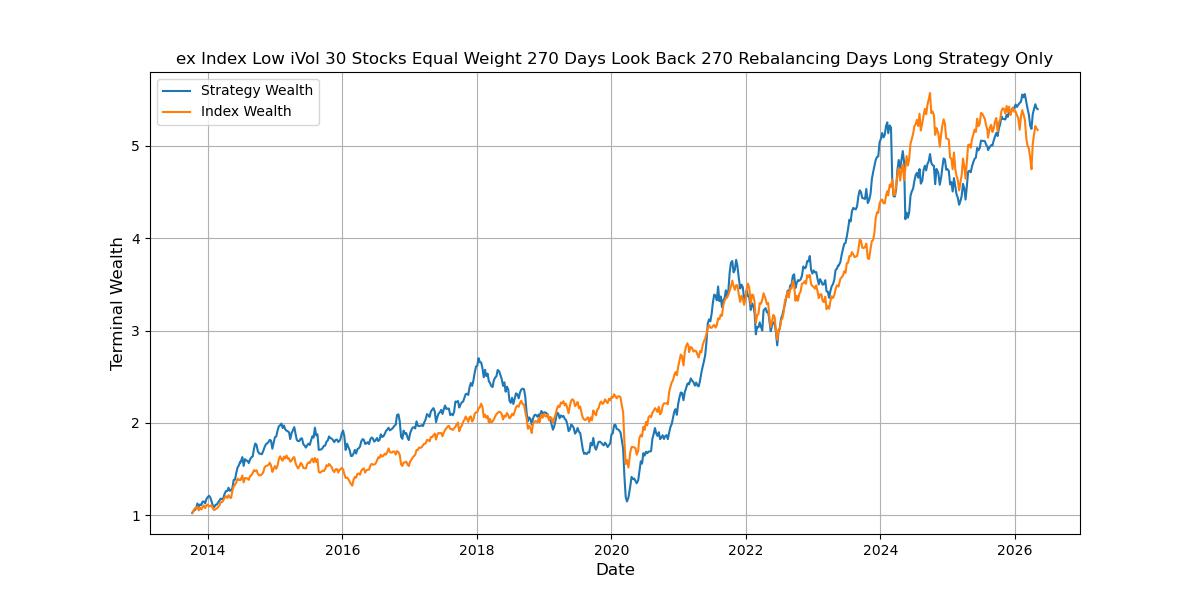 ex Index Low iVol 30 Stocks Equal Weight 270 Days Look Back 270 Rebalancing Days Long Strategy Only
Strategy Wealth
Index Wealth
Terminal Wealth
5
4
3
2
1
2014 2016 2018 2020 2022 2024 2026
Date